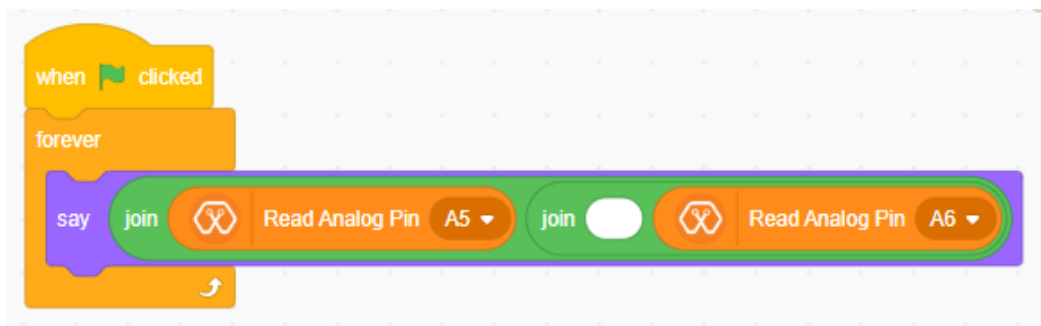 when clicked
forever
say join Read Analog Pin A5 join Read Analog Pin A6